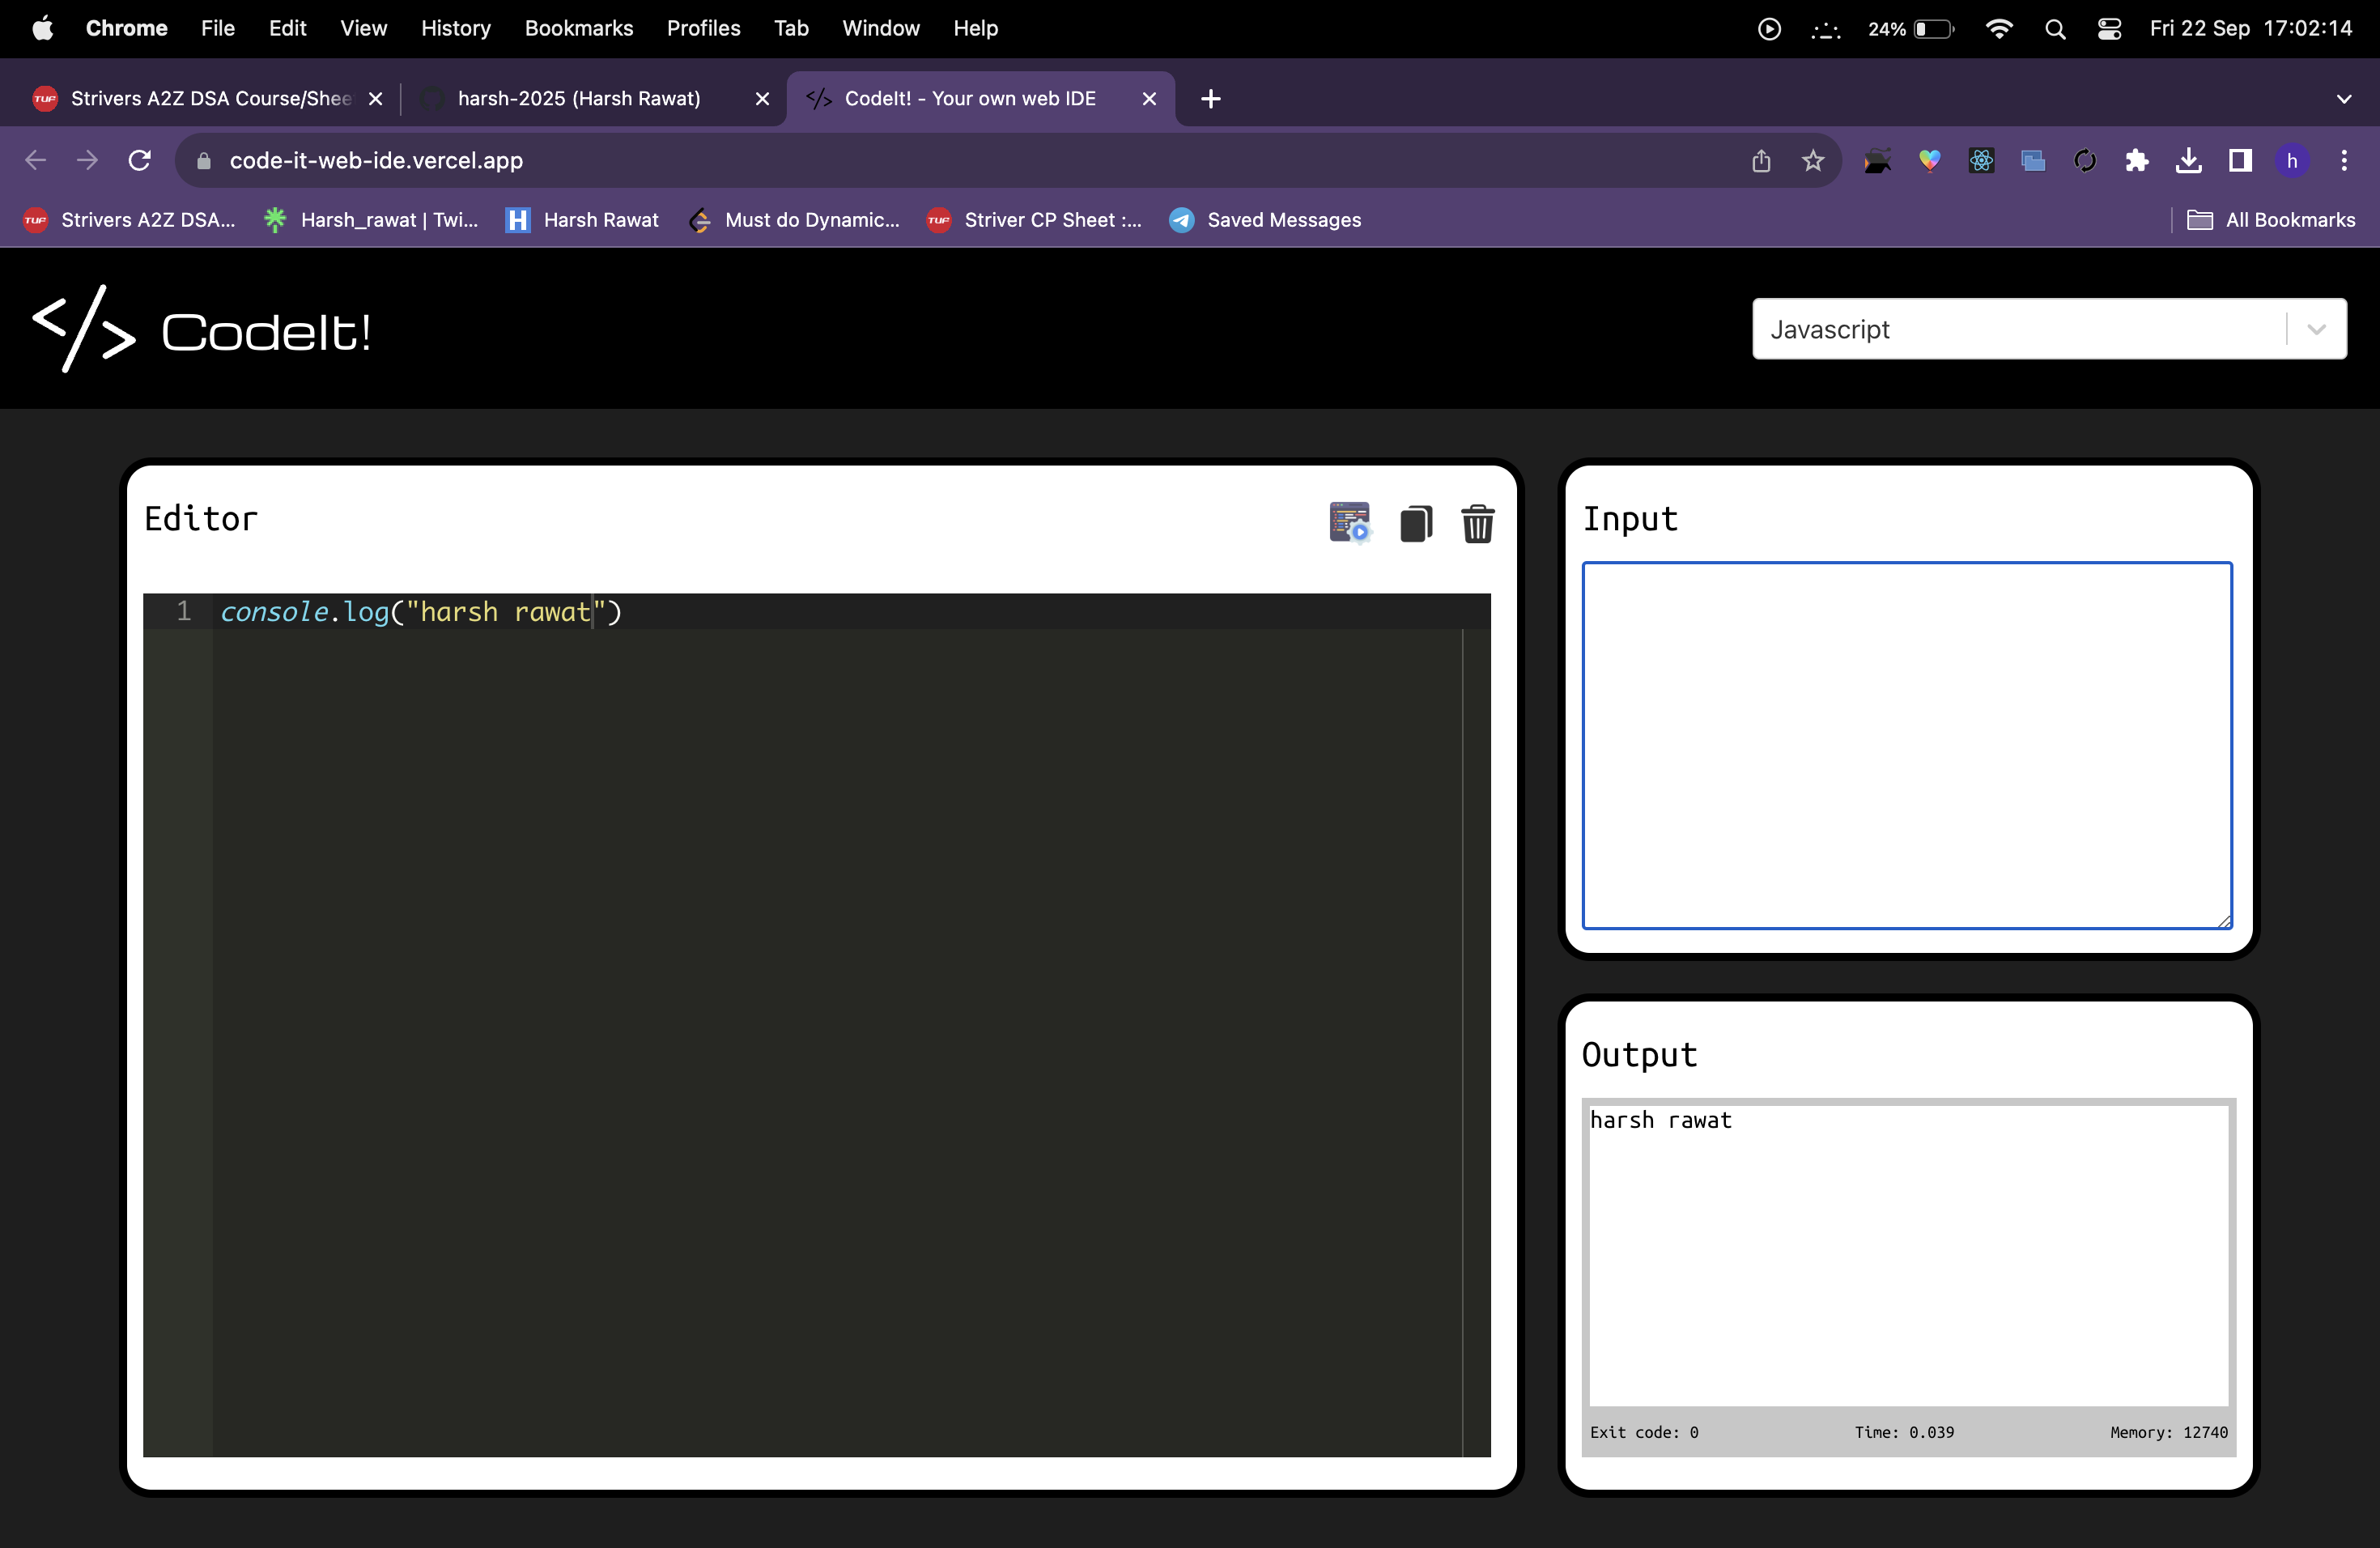 Chrome File Edit View History Bookmarks Profiles Tab Window Help 24% Fri 22 Sep 17:02:14
TUF Strivers A2Z DSA Course/Shee harsh-2025 (Harsh Rawat) </> CodeIt! - Your own web IDE
code-it-web-ide.vercel.app h
TUF Strivers A2Z DSA... Harsh_rawat | Twi... H Harsh Rawat Must do Dynamic... TUF Striver CP Sheet :... Saved Messages All Bookmarks
</> CodeIt! Javascript
Editor
1 console.log("harsh rawat")
Input
Output
harsh rawat
Exit code: 0 Time: 0.039 Memory: 12740